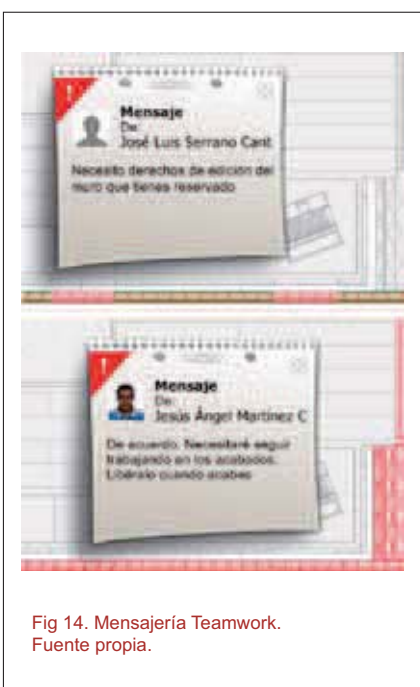 !
Mensaje
De:
José Luis Serrano Cant
Necesito derechos de edición del
muro que tienes reservado
!
Mensaje
De:
Jesús Ángel Martínez C
De acuerdo. Necesitaré seguir
trabajando en los acabados.
Libéralo cuando acabes
Fig 14. Mensajería Teamwork.
Fuente propia.